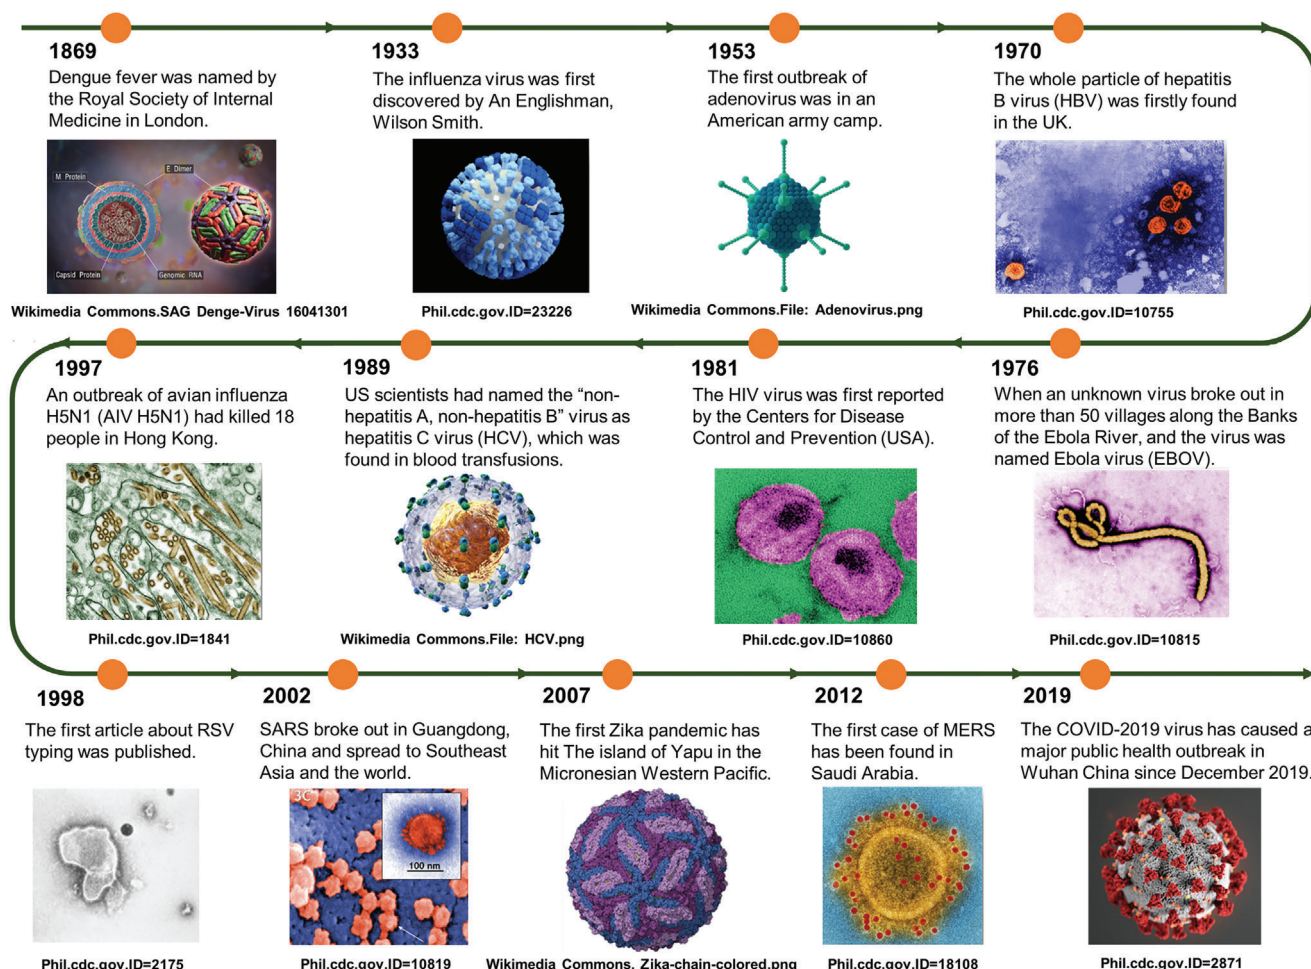 1869
Dengue fever was named by
the Royal Society of Internal
Medicine in London.
M Protein
E Dimer
Capsid Protein
Genomic RNA
Wikimedia Commons.SAG Denge-Virus 16041301
1933
The influenza virus was first
discovered by An Englishman,
Wilson Smith.
Phil.cdc.gov.ID=23226
1953
The first outbreak of
adenovirus was in an
American army camp.
Wikimedia Commons.File: Adenovirus.png
1970
The whole particle of hepatitis
B virus (HBV) was firstly found
in the UK.
Phil.cdc.gov.ID=10755
1976
When an unknown virus broke out in
more than 50 villages along the Banks
of the Ebola River, and the virus was
named Ebola virus (EBOV).
Phil.cdc.gov.ID=10815
1981
The HIV virus was first reported
by the Centers for Disease
Control and Prevention (USA).
Phil.cdc.gov.ID=10860
1989
US scientists had named the “non-
hepatitis A, non-hepatitis B” virus as
hepatitis C virus (HCV), which was
found in blood transfusions.
Wikimedia Commons.File: HCV.png
1997
An outbreak of avian influenza
H5N1 (AIV H5N1) had killed 18
people in Hong Kong.
Phil.cdc.gov.ID=1841
1998
The first article about RSV
typing was published.
Phil.cdc.gov.ID=2175
2002
SARS broke out in Guangdong,
China and spread to Southeast
Asia and the world.
3C
100 nm
Phil.cdc.gov.ID=10819
2007
The first Zika pandemic has
hit The island of Yapu in the
Micronesian Western Pacific.
Wikimedia Commons. Zika-chain-colored.png
2012
The first case of MERS
has been found in
Saudi Arabia.
Phil.cdc.gov.ID=18108
2019
The COVID-2019 virus has caused a
major public health outbreak in
Wuhan China since December 2019.
Phil.cdc.gov.ID=2871